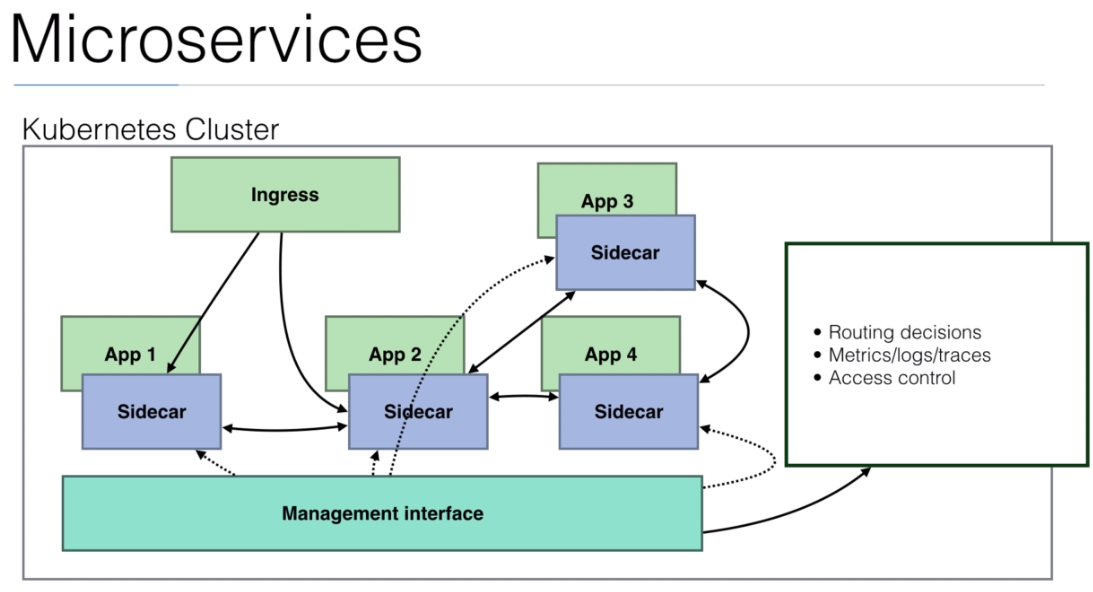 Microservices
Kubernetes Cluster
Ingress
App 3
Sidecar
App 1
Sidecar
App 2
Sidecar
App 4
Sidecar
• Routing decisions
• Metrics/logs/traces
• Access control
Management interface